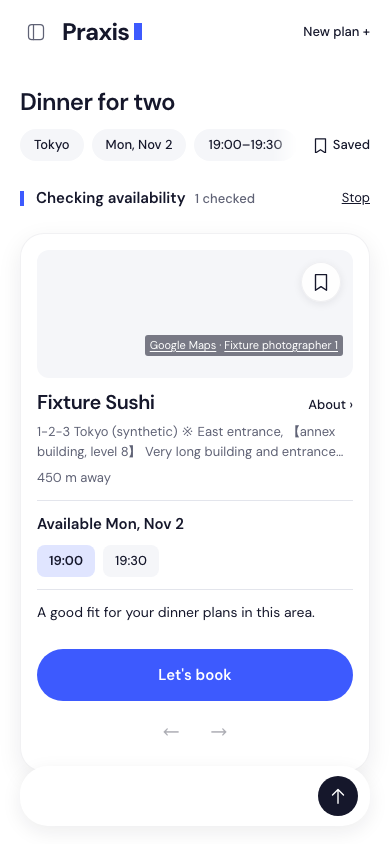 Praxis
New plan +
Dinner for two
Tokyo
Mon, Nov 2
19:00–19:30
Saved
Checking availability 1 checked
Stop
Google Maps · Fixture photographer 1
Fixture Sushi
About ›
1-2-3 Tokyo (synthetic) ※ East entrance, 【annex
building, level 8】 Very long building and entrance…
450 m away
Available Mon, Nov 2
19:00
19:30
A good fit for your dinner plans in this area.
Let's book
← →